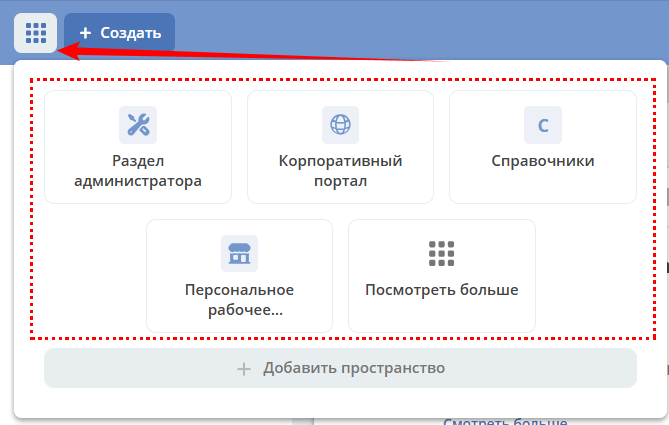 + Создать
Раздел
администратора
Корпоративный
портал
С
Справочники
Персональное
рабочее...
Посмотреть больше
+ Добавить пространство
Смотреть больше